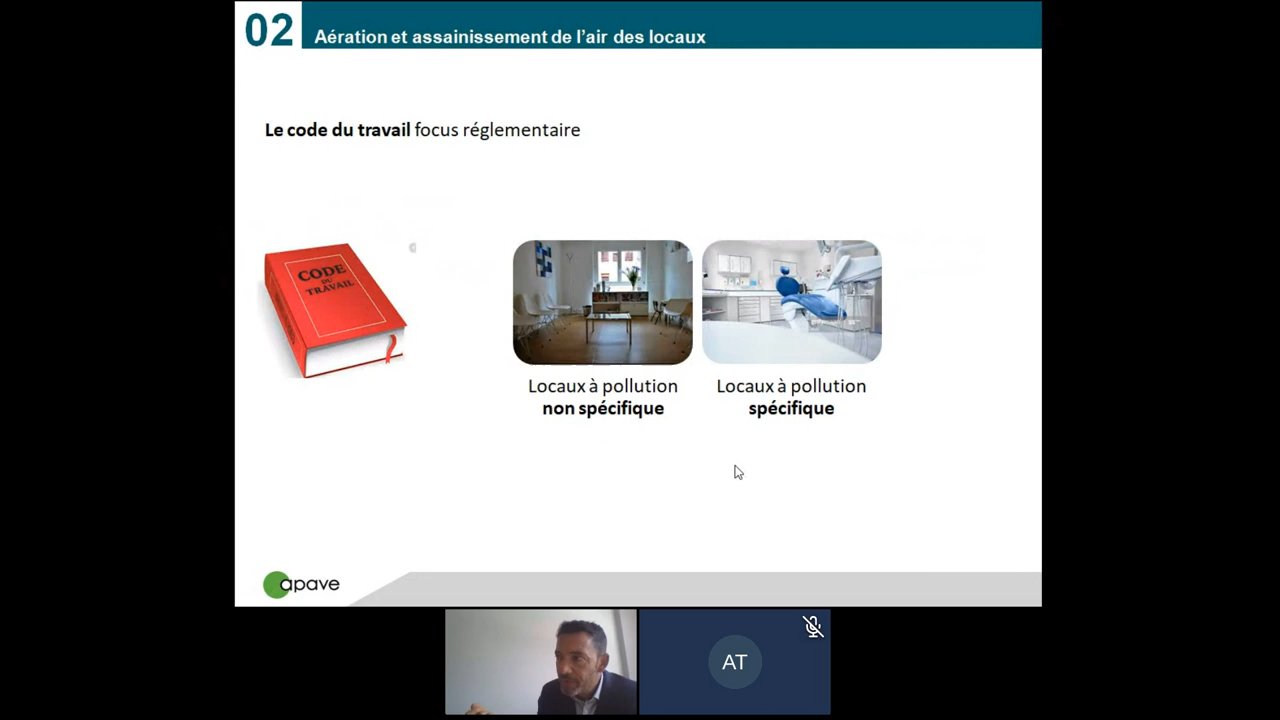 02
Aération et assainissement de l'air des locaux
Le code du travail focus réglementaire
CODE
DU
TRAVAIL
Locaux à pollution
non spécifique
Locaux à pollution
spécifique
apave
AT